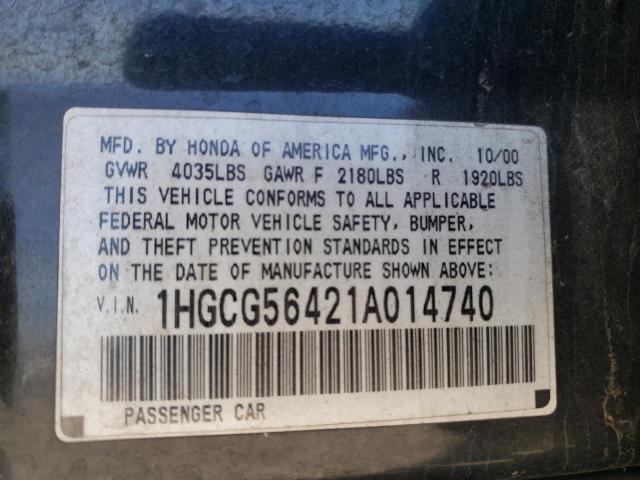 MFD. BY HONDA OF AMERICA MFG., INC. 10/00
GVWR 4035LBS GAWR F 2180LBS R 1920LBS
THIS VEHICLE CONFORMS TO ALL APPLICABLE
FEDERAL MOTOR VEHICLE SAFETY, BUMPER,
AND THEFT PREVENTION STANDARDS IN EFFECT
ON THE DATE OF MANUFACTURE SHOWN ABOVE:
V.I.N. 1HGCG56421A014740
PASSENGER CAR